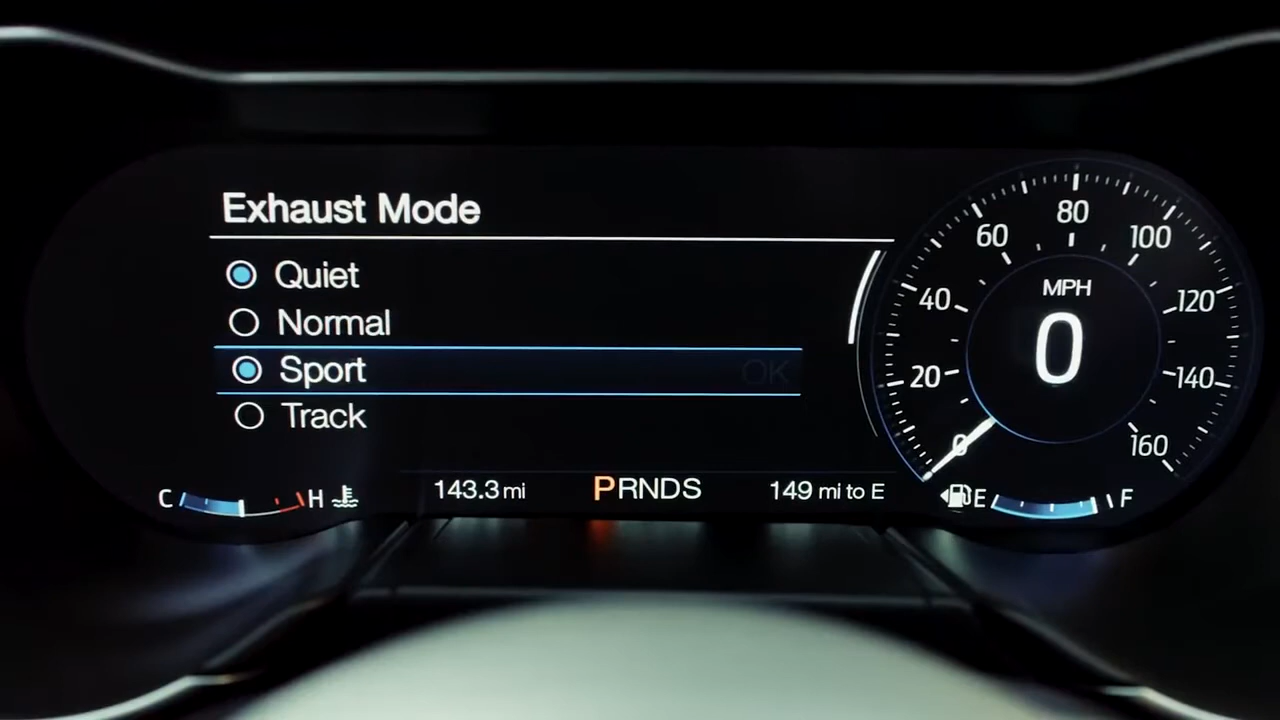 Exhaust Mode
Quiet
Normal
Sport OK
Track
C H
143.3 mi
PRNDS
149 mi to E
E F
MPH
0
0
20
40
60
80
100
120
140
160